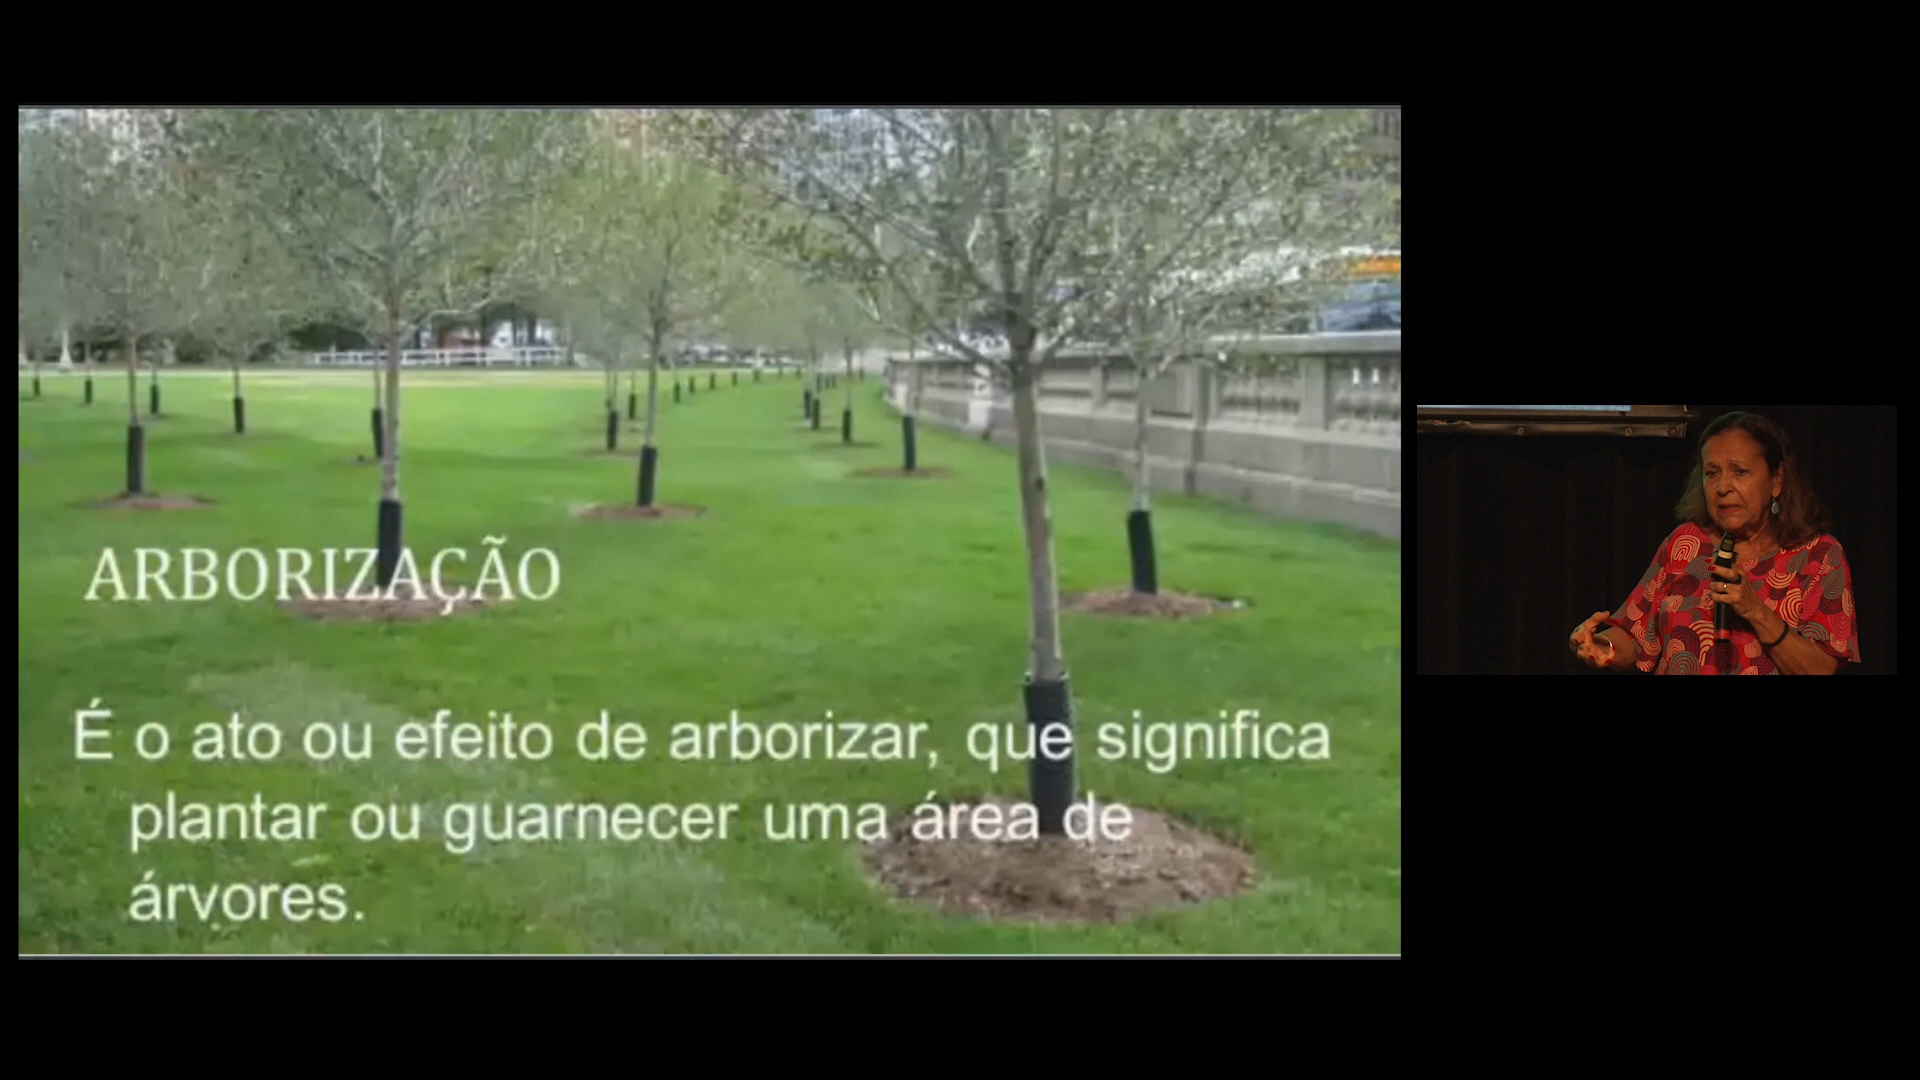 ARBORIZAÇÃO
É o ato ou efeito de arborizar, que significa
plantar ou guarnecer uma área de
árvores.